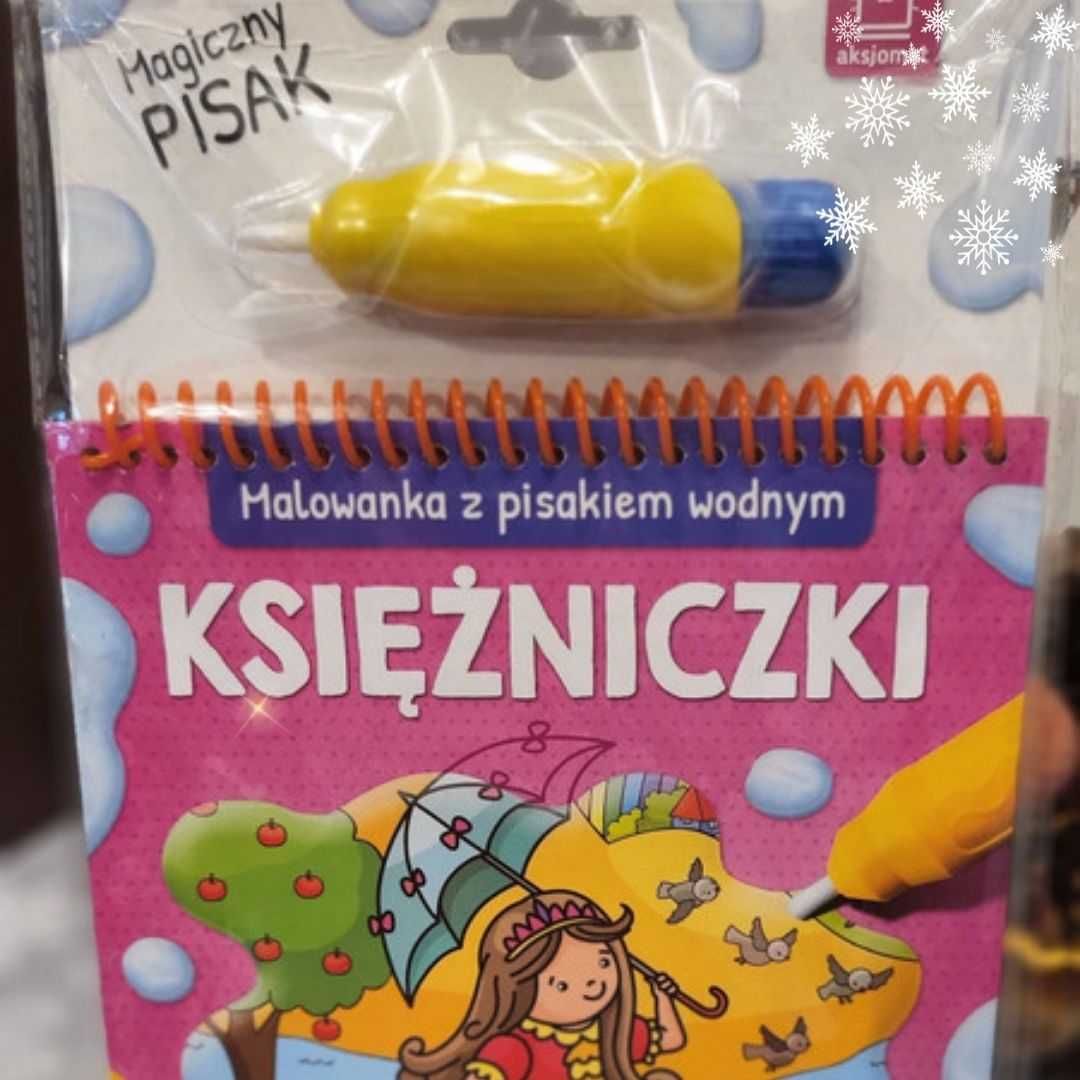 Magiczny
PISAK
aksjomat
Malowanka z pisakiem wodnym
KSIĘŻNICZKI